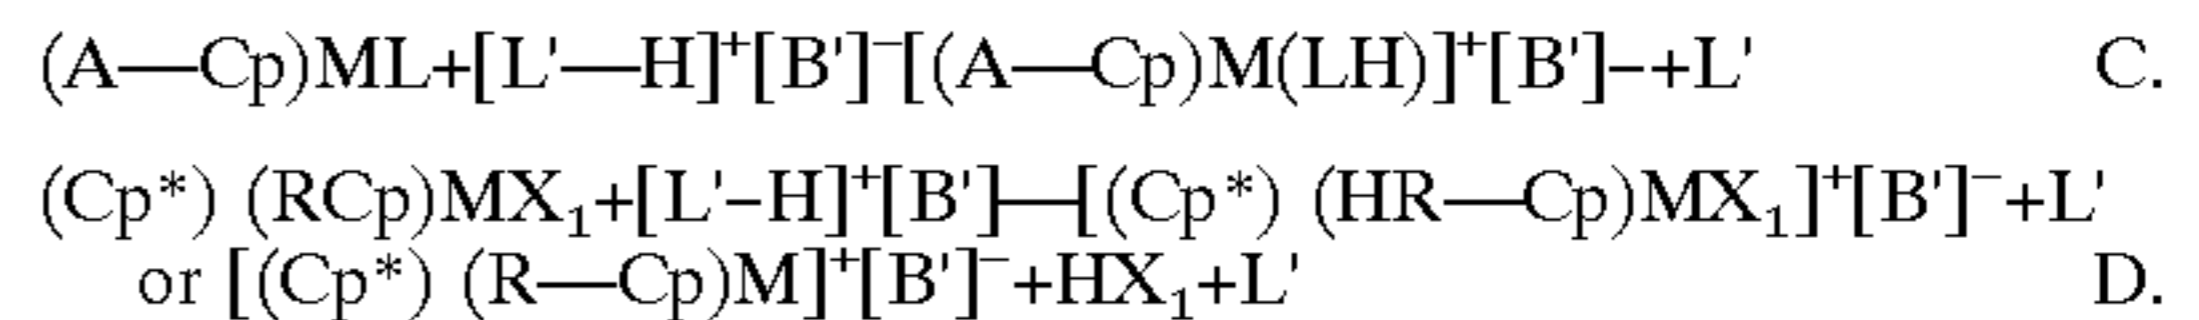 (A—Cp)ML+[L'—H]⁺[B']⁻[(A—Cp)M(LH)]⁺[B']–+L' C.
(Cp*) (RCp)MX₁+[L'–H]⁺[B']—[(Cp*) (HR—Cp)MX₁]⁺[B']⁻+L'
or [(Cp*) (R—Cp)M]⁺[B']⁻+HX₁+L' D.